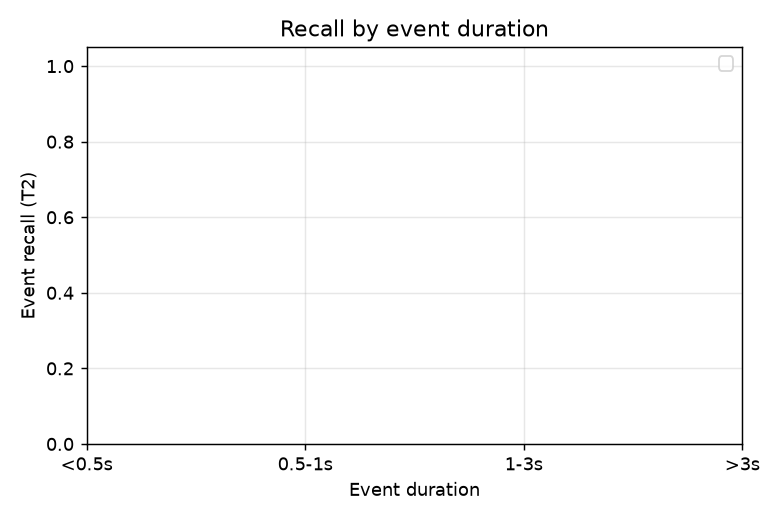 Recall by event duration
Event recall (T2)
1.0
0.8
0.6
0.4
0.2
0.0
<0.5s
0.5-1s
1-3s
>3s
Event duration